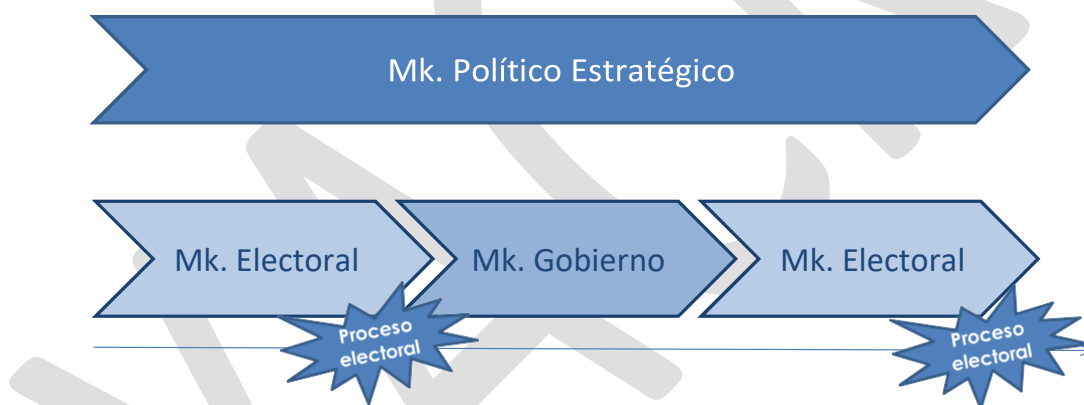 Mk. Político Estratégico
Mk. Electoral
Mk. Gobierno
Mk. Electoral
Proceso
electoral
Proceso
electoral